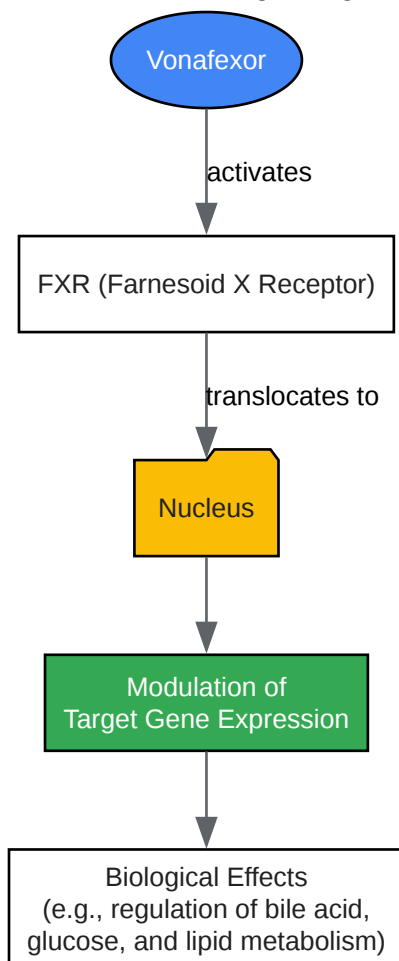 Vonafexor
activates
FXR (Farnesoid X Receptor)
translocates to
Nucleus
Modulation of
Target Gene Expression
Biological Effects
(e.g., regulation of bile acid,
glucose, and lipid metabolism)